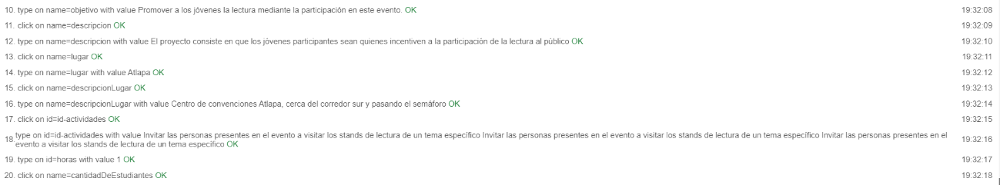 10. type on name=objetivo with value Promover a los jóvenes la lectura mediante la participación en este evento. OK 19:32:08
11. click on name=descripcion OK 19:32:09
12. type on name=descripcion with value El proyecto consiste en que los jóvenes participantes sean quienes incentiven a la participación de la lectura al público OK 19:32:10
13. click on name=lugar OK 19:32:11
14. type on name=lugar with value Atlapa OK 19:32:12
15. click on name=descripcionLugar OK 19:32:13
16. type on name=descripcionLugar with value Centro de convenciones Atlapa, cerca del corredor sur y pasando el semáforo OK 19:32:14
17. click on id=id-actividades OK 19:32:15
18. type on id=id-actividades with value Invitar las personas presentes en el evento a visitar los stands de lectura de un tema específico Invitar las personas presentes en el evento a visitar los stands de lectura de un tema específico Invitar las personas presentes en el 19:32:16
evento a visitar los stands de lectura de un tema específico OK
19. type on id=horas with value 1 OK 19:32:17
20. click on name=cantidadDeEstudiantes OK 19:32:18